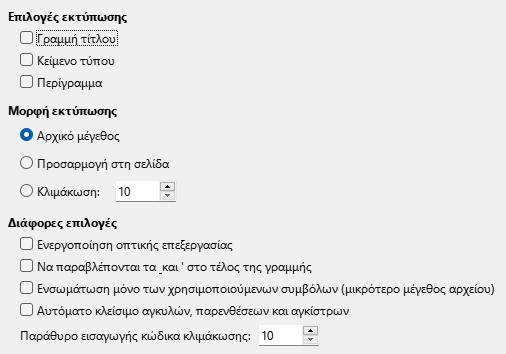 Επιλογές εκτύπωσης
Γραμμή τίτλου
Κείμενο τύπου
Περίγραμμα
Μορφή εκτύπωσης
Αρχικό μέγεθος
Προσαρμογή στη σελίδα
Κλιμάκωση: 10
Διάφορες επιλογές
Ενεργοποίηση οπτικής επεξεργασίας
Να παραβλέπονται τα _και ' στο τέλος της γραμμής
Ενσωμάτωση μόνο των χρησιμοποιούμενων συμβόλων (μικρότερο μέγεθος αρχείου)
Αυτόματο κλείσιμο αγκυλών, παρενθέσεων και αγκίστρων
Παράθυρο εισαγωγής κώδικα κλιμάκωσης: 10